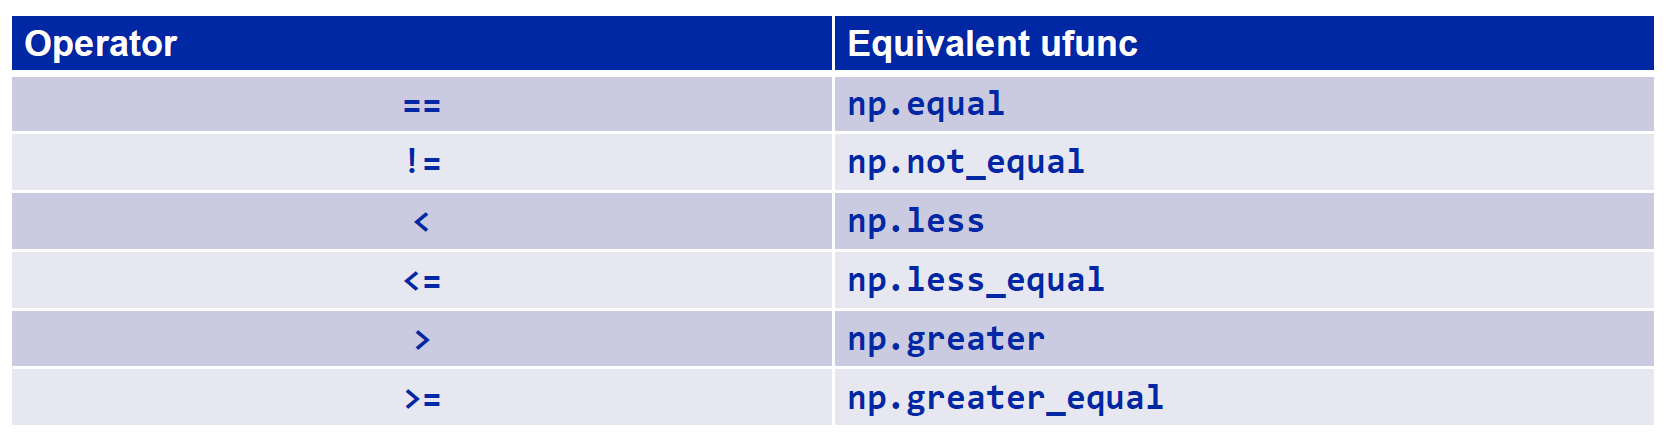 Operator Equivalent ufunc
== np.equal
!= np.not_equal
< np.less
<= np.less_equal
> np.greater
>= np.greater_equal